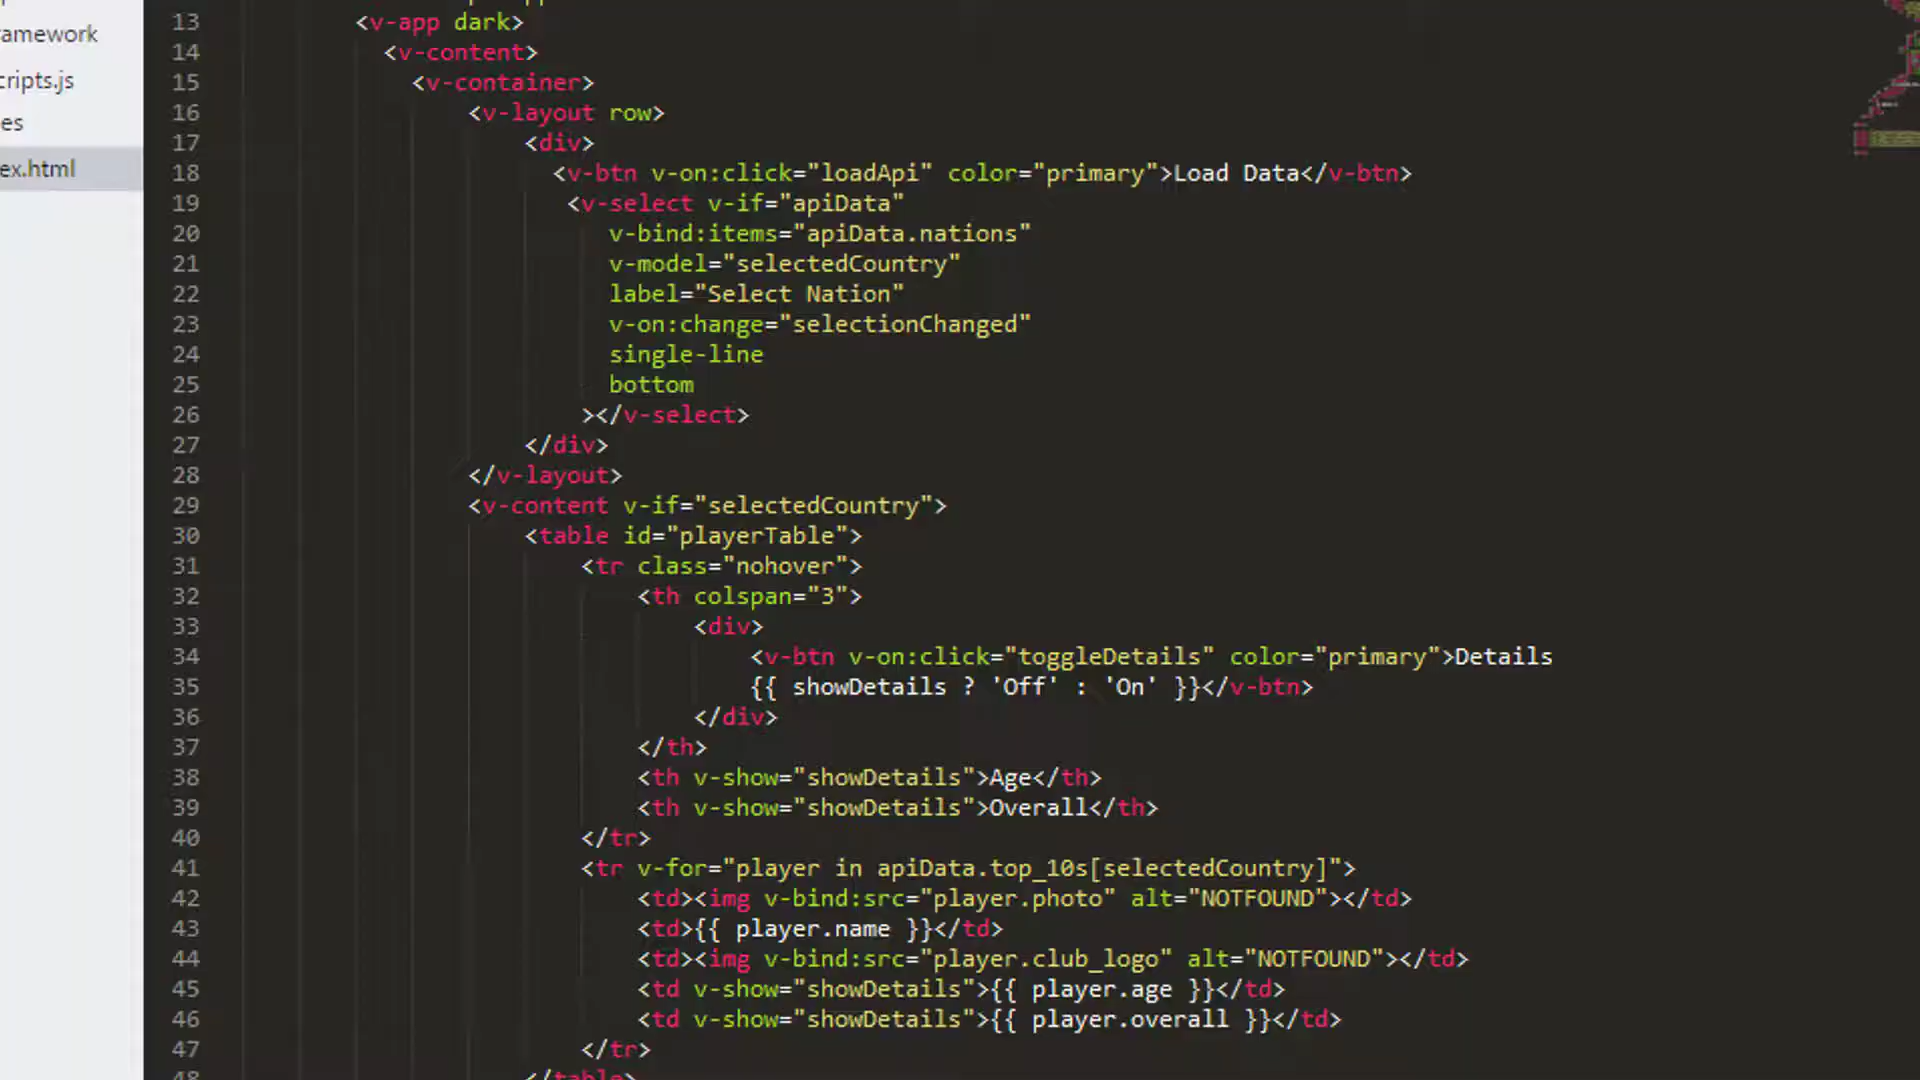 13 <v-app dark>
14 <v-content>
15 <v-container>
16 <v-layout row>
17 <div>
18 <v-btn v-on:click="loadApi" color="primary">Load Data</v-btn>
19 <v-select v-if="apiData"
20 v-bind:items="apiData.nations"
21 v-model="selectedCountry"
22 label="Select Nation"
23 v-on:change="selectionChanged"
24 single-line
25 bottom
26 ></v-select>
27 </div>
28 </v-layout>
29 <v-content v-if="selectedCountry">
30 <table id="playerTable">
31 <tr class="nohover">
32 <th colspan="3">
33 <div>
34 <v-btn v-on:click="toggleDetails" color="primary">Details
35 {{ showDetails ? 'Off' : 'On' }}</v-btn>
36 </div>
37 </th>
38 <th v-show="showDetails">Age</th>
39 <th v-show="showDetails">Overall</th>
40 </tr>
41 <tr v-for="player in apiData.top_10s[selectedCountry]">
42 <td><img v-bind:src="player.photo" alt="NOTFOUND"></td>
43 <td>{{ player.name }}</td>
44 <td><img v-bind:src="player.club_logo" alt="NOTFOUND"></td>
45 <td v-show="showDetails">{{ player.age }}</td>
46 <td v-show="showDetails">{{ player.overall }}</td>
47 </tr>
48 </table>
amework
cripts.js
es
ex.html